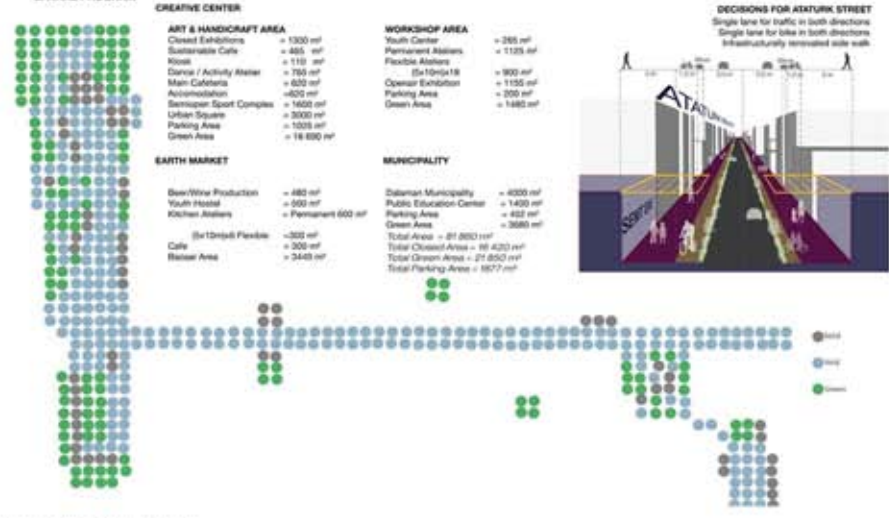 CREATIVE CENTER
ART & HANDICRAFT AREA
Closed Exhibitions = 1300 m²
Sustainable Cafe = 465 m²
Kiosk = 110 m²
Dance / Activity Atelier = 765 m²
Main Cafeteria = 620 m²
Accomodation =620 m²
Semiopen Sport Complex = 1600 m²
Urban Square = 3000 m²
Parking Area = 1025 m²
Green Area = 16 690 m²
WORKSHOP AREA
Youth Center = 265 m²
Permanent Ateliers = 1125 m²
Flexible Ateliers
(5x10m)x18 = 900 m²
Openair Exhibition = 1155 m²
Parking Area = 200 m²
Green Area = 1480 m²
EARTH MARKET
Beer/Wine Production = 480 m²
Youth Hostel = 550 m²
Kitchen Ateliers = Permanent 600 m²
(5x10m)x6 Flexible =300 m²
Cafe = 300 m²
Bazaar Area = 3445 m²
MUNICIPALITY
Dalaman Municipality = 4000 m²
Public Education Center = 1400 m²
Parking Area = 452 m²
Green Area = 3680 m²
Total Area = 81 860 m²
Total Closed Area = 16 420 m²
Total Green Area = 21 850 m²
Total Parking Area = 1677 m²
DECISIONS FOR ATATURK STREET
Single lane for traffic in both directions
Single lane for bike in both directions
Infrastructurally renovated side walk
ATATURK